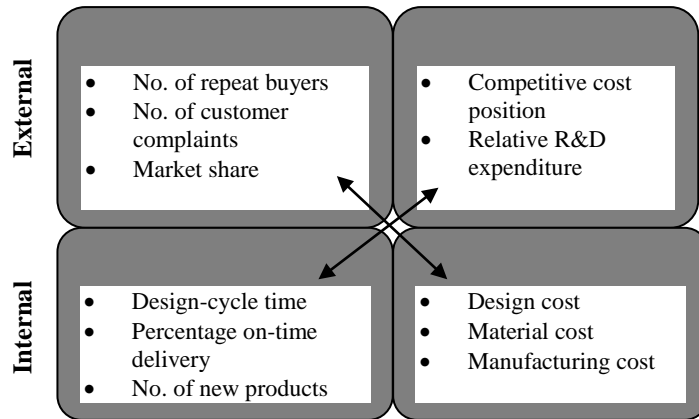 External
• No. of repeat buyers
• No. of customer
complaints
• Market share
• Competitive cost
position
• Relative R&D
expenditure
Internal
• Design-cycle time
• Percentage on-time
delivery
• No. of new products
• Design cost
• Material cost
• Manufacturing cost